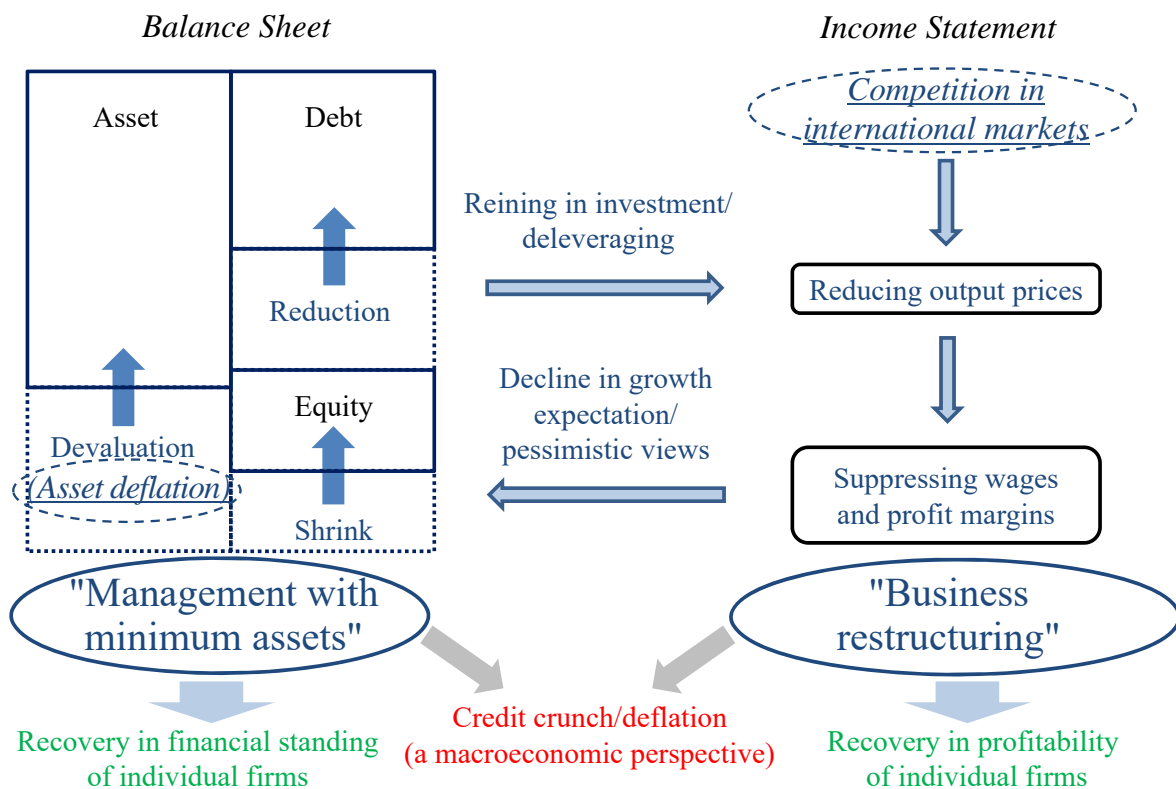 Balance Sheet
Income Statement
Asset
Debt
Competition in
international markets
Reining in investment/
deleveraging
Reduction
Reducing output prices
Decline in growth
expectation/
pessimistic views
Equity
Devaluation
(Asset deflation)
Shrink
Suppressing wages
and profit margins
"Management with
minimum assets"
"Business
restructuring"
Credit crunch/deflation
(a macroeconomic perspective)
Recovery in financial standing
of individual firms
Recovery in profitability
of individual firms